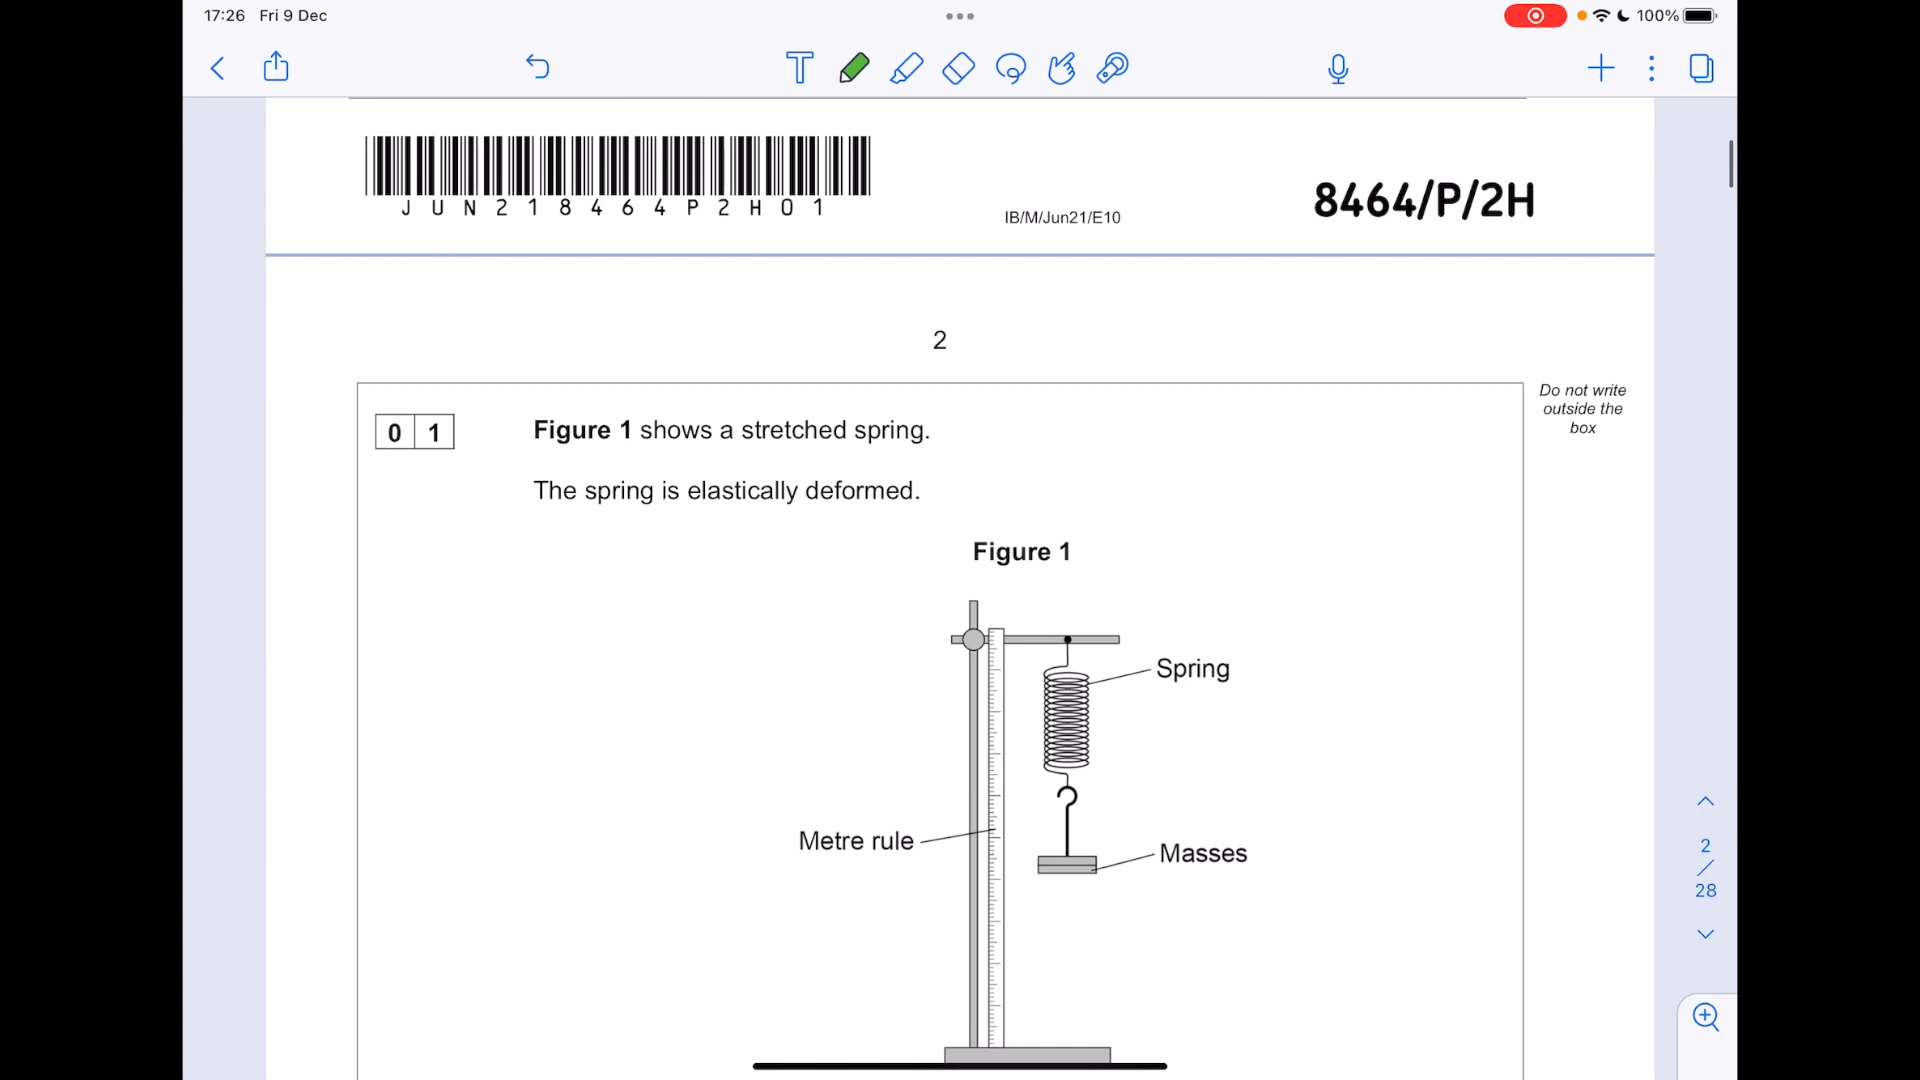 17:26 Fri 9 Dec
100%
JUN218464P2H01
IB/M/Jun21/E10
8464/P/2H
2
Do not write
outside the
box
0 1
Figure 1 shows a stretched spring.
The spring is elastically deformed.
Figure 1
Spring
Metre rule
Masses
2
/
28